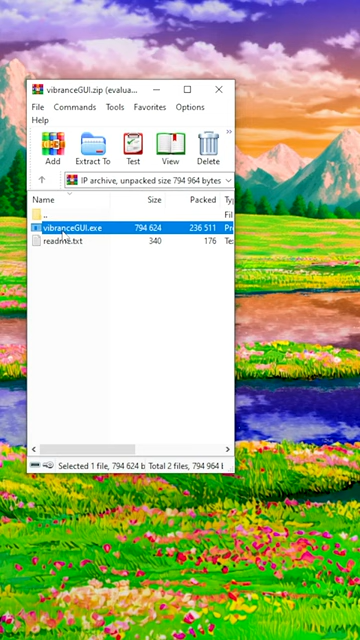 vibranceGUI.zip (evalua...
File Commands Tools Favorites Options
Help
Add Extract To Test View Delete »
IP archive, unpacked size 794 964 bytes
Name Size Packed Ty
.. Fil
vibranceGUI.exe 794 624 236 511 Pr
readme.txt 340 176 Te
Selected 1 file, 794 624 b Total 2 files, 794 964 b